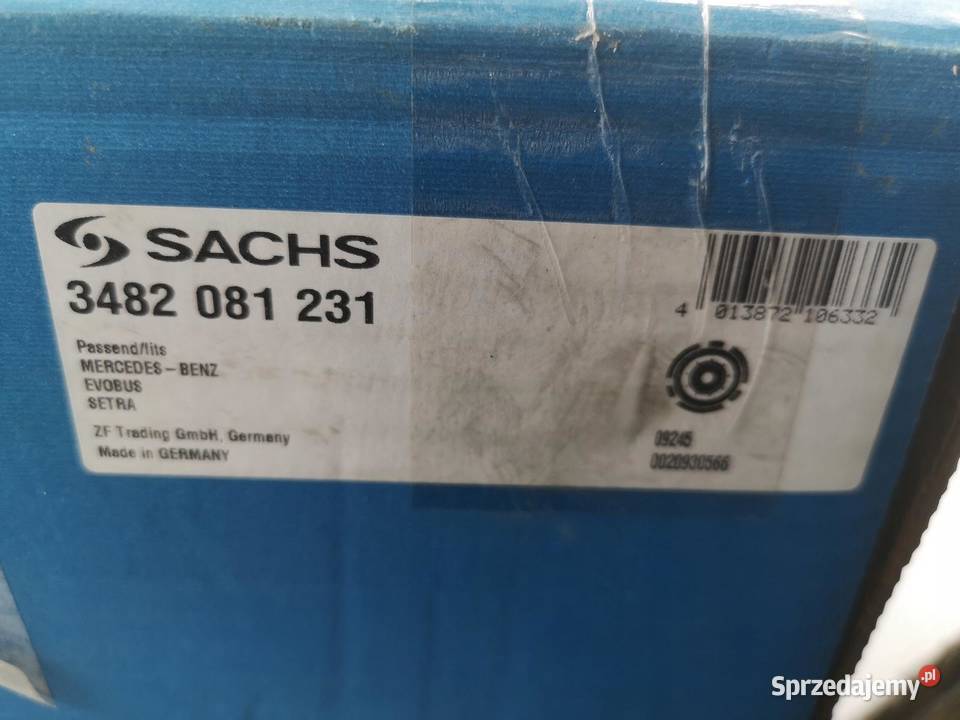 SACHS
3482 081 231
Passend/fits
MERCEDES-BENZ
EVOBUS
SETRA
ZF Trading GmbH, Germany
Made in GERMANY
4 013872 106332
09245
0020930566
Sprzedajemy.pl